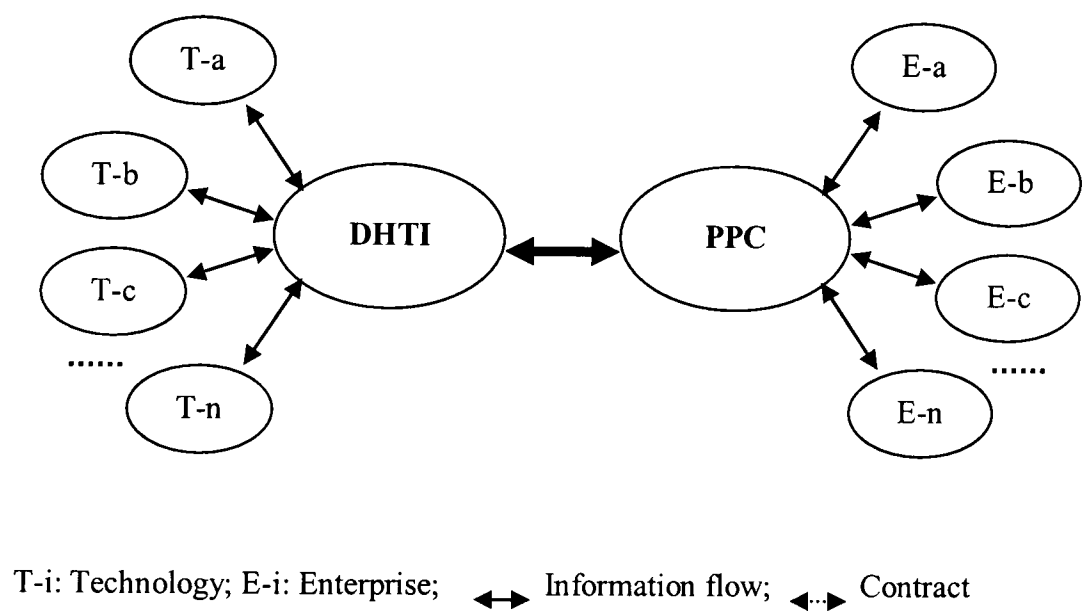 T-a
E-a
T-b
E-b
DHTI
PPC
T-c
E-c
......
......
T-n
E-n
T-i: Technology; E-i: Enterprise; Information flow; Contract